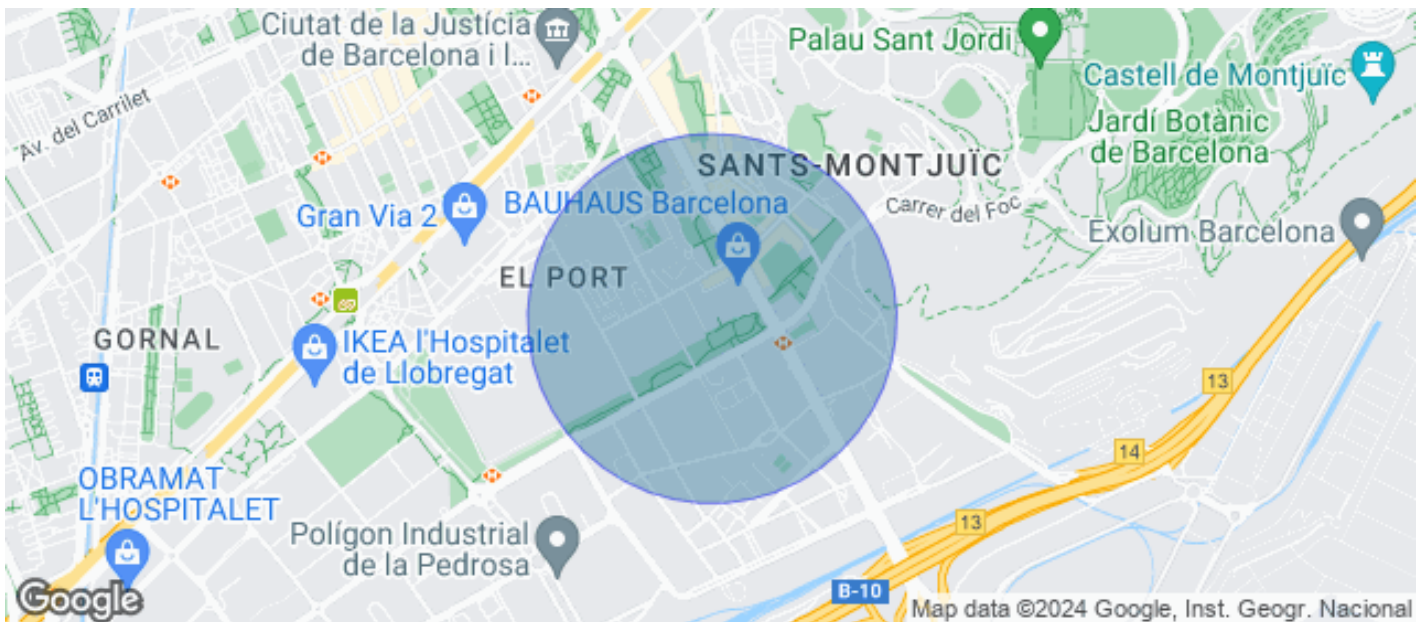 Ciutat de la Justícia
de Barcelona i l...
Palau Sant Jordi
Castell de Montjuïc
Av. del Carrilet
Jardí Botànic
de Barcelona
SANTS-MONTJUÏC
Gran Via 2
BAUHAUS Barcelona
Carrer del Foc
Exolum Barcelona
EL PORT
GORNAL
IKEA l'Hospitalet
de Llobregat
13
14
OBRAMAT
L'HOSPITALET
13
Polígon Industrial
de la Pedrosa
B-10
Google
Map data ©2024 Google, Inst. Geogr. Nacional